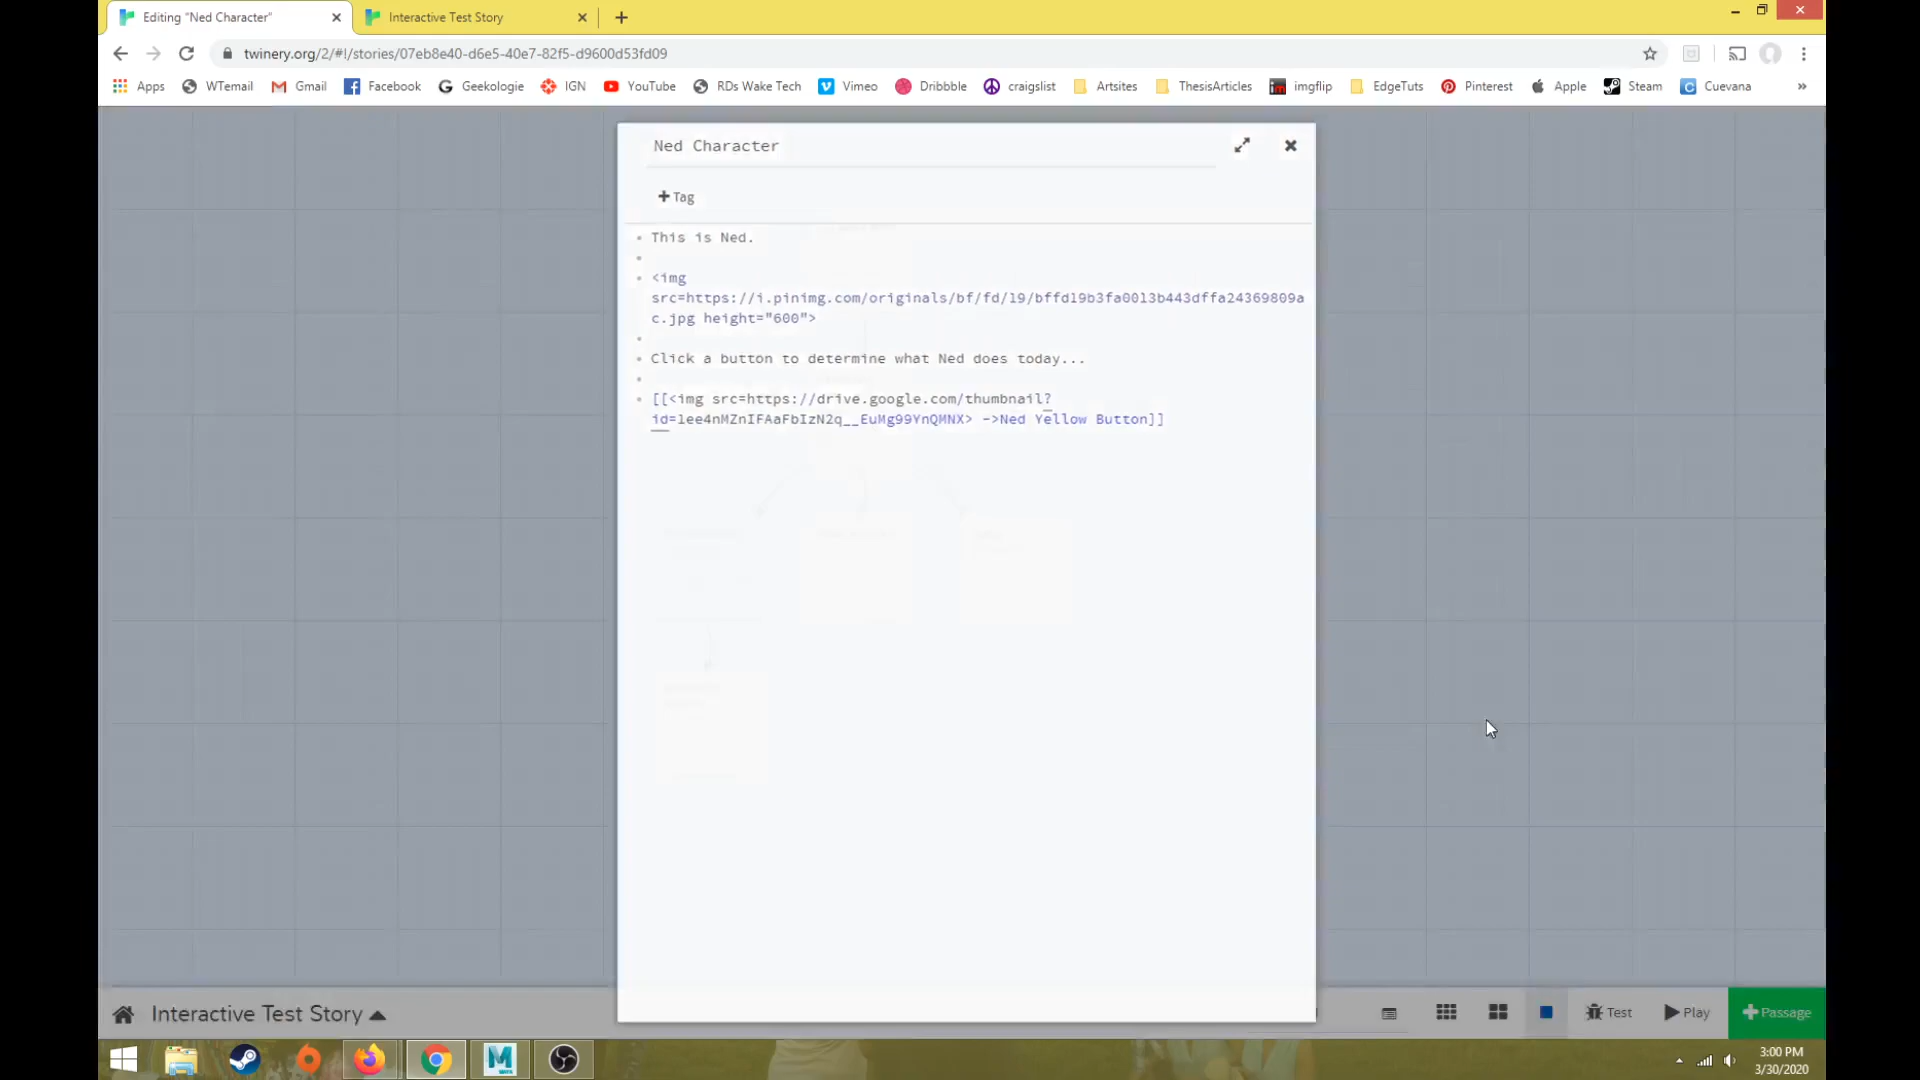 Editing "Ned Character"
Interactive Test Story
twinery.org/2/#!/stories/07eb8e40-d6e5-40e7-82f5-d9600d53fd09
Apps WTemail Gmail Facebook Geekologie IGN YouTube RDs Wake Tech Vimeo Dribbble craigslist Artsites ThesisArticles imgflip EdgeTuts Pinterest Apple Steam Cuevana »
Ned Character
+ Tag
This is Ned.
<img
src=https://i.pinimg.com/originals/bf/fd/19/bffd19b3fa0013b443dffa24369809a
c.jpg height="600">
Click a button to determine what Ned does today...
[[<img src=https://drive.google.com/thumbnail?
id=lee4nMZnIFAaFbIzN2q__EuMg99YnQMNX> ->Ned Yellow Button]]
Interactive Test Story
Test Play +Passage
3:00 PM
3/30/2020